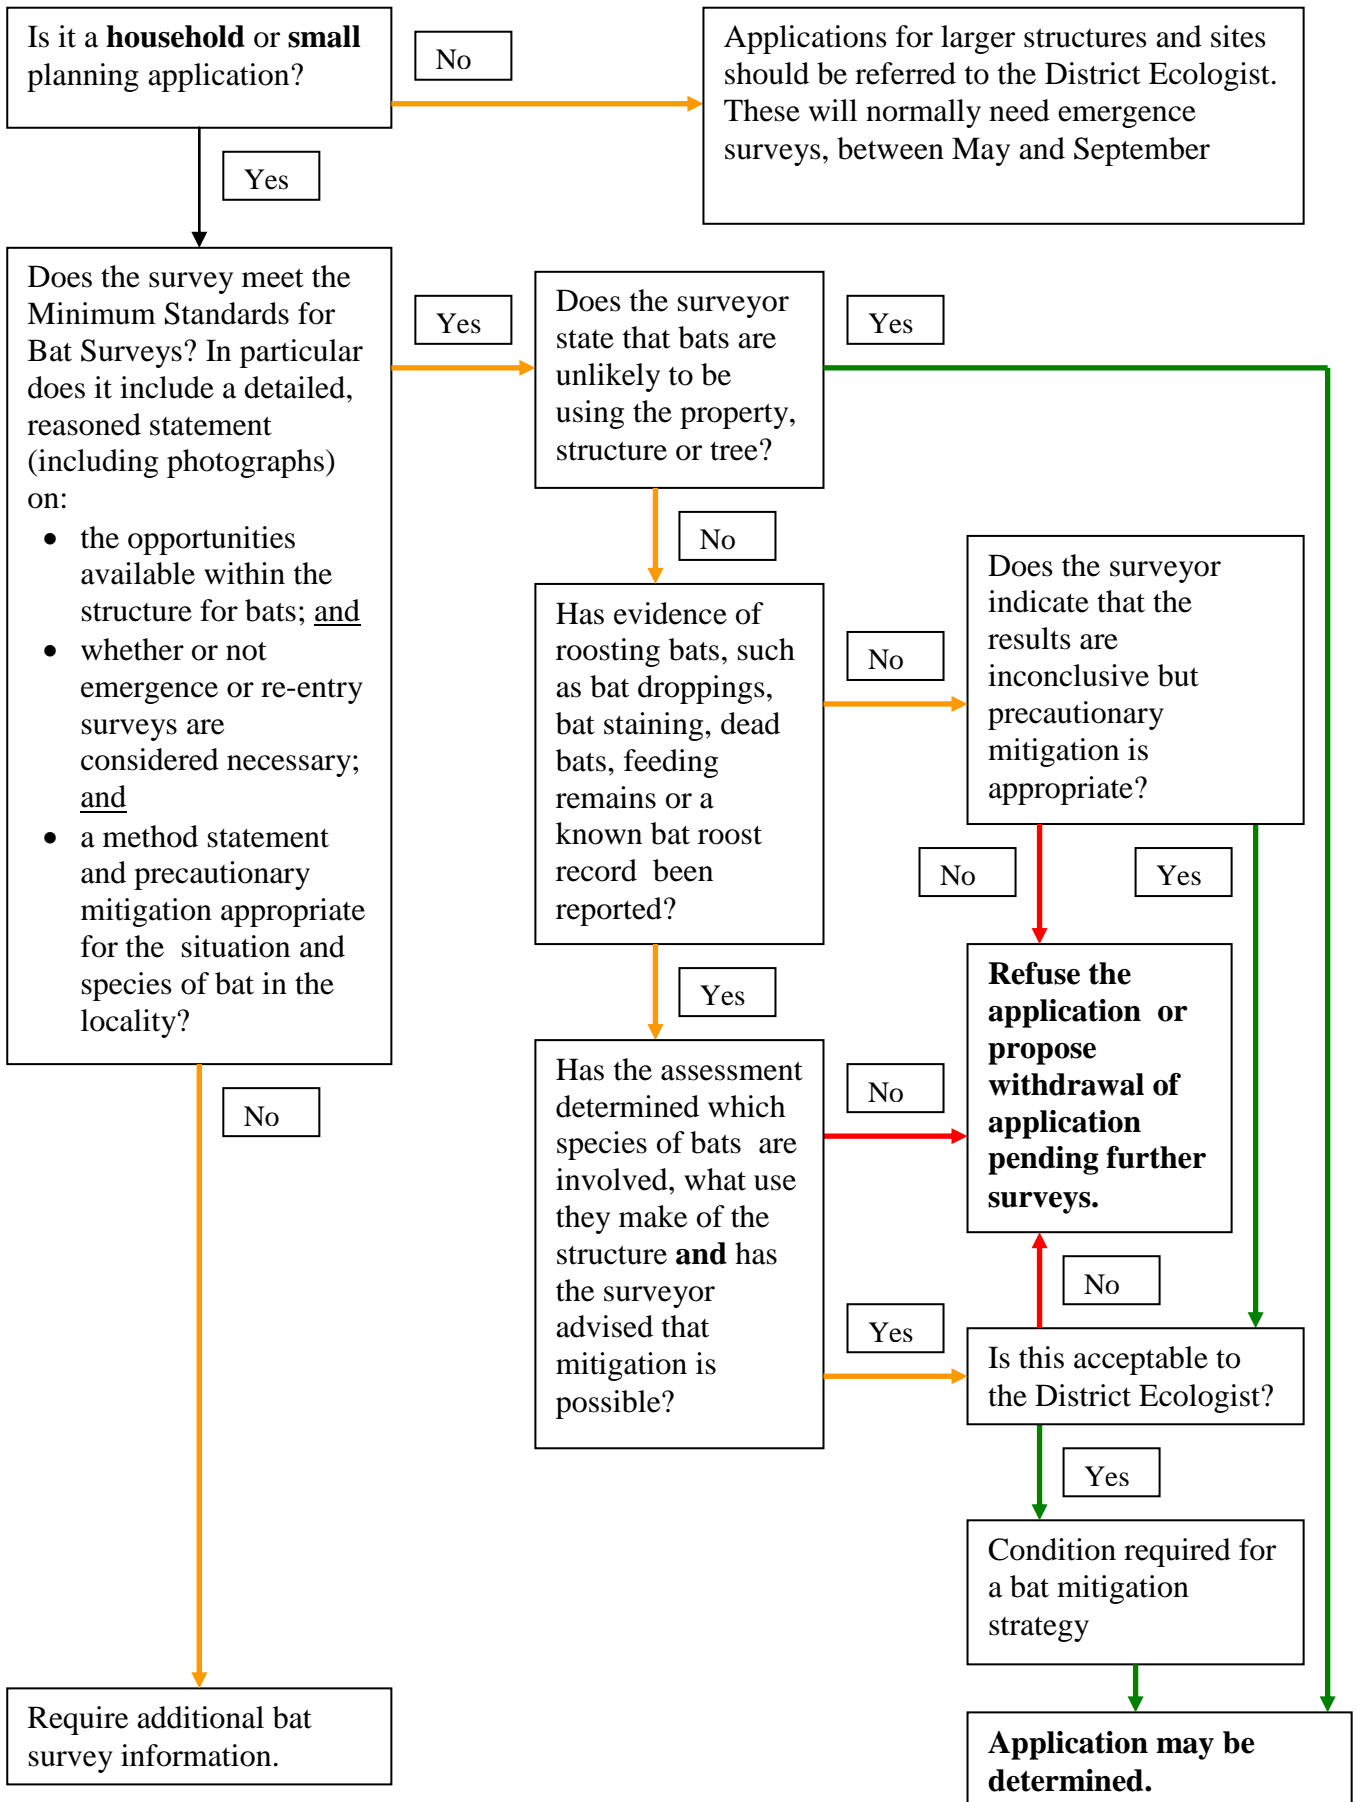 Is it a household or small
planning application?
No
Applications for larger structures and sites
should be referred to the District Ecologist.
These will normally need emergence
surveys, between May and September
Yes
Does the survey meet the
Minimum Standards for
Bat Surveys? In particular
does it include a detailed,
reasoned statement
(including photographs)
on:
• the opportunities
available within the
structure for bats; and
• whether or not
emergence or re-entry
surveys are
considered necessary;
and
• a method statement
and precautionary
mitigation appropriate
for the situation and
species of bat in the
locality?
Yes
Does the surveyor
state that bats are
unlikely to be
using the property,
structure or tree?
Yes
No
Has evidence of
roosting bats, such
as bat droppings,
bat staining, dead
bats, feeding
remains or a
known bat roost
record been
reported?
No
Does the surveyor
indicate that the
results are
inconclusive but
precautionary
mitigation is
appropriate?
No
Yes
Refuse the
application or
propose
withdrawal of
application
pending further
surveys.
Yes
Has the assessment
determined which
species of bats are
involved, what use
they make of the
structure and has
the surveyor
advised that
mitigation is
possible?
No
No
Yes
Is this acceptable to
the District Ecologist?
Yes
Condition required for
a bat mitigation
strategy
No
Require additional bat
survey information.
Application may be
determined.